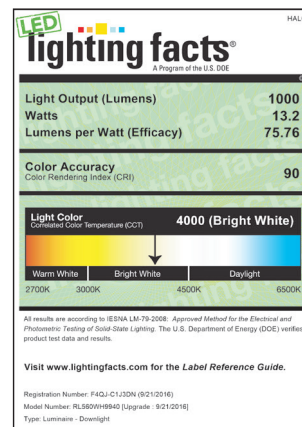 LED
HAL
lighting facts®
A Program of the U.S. DOE
Light Output (Lumens) 1000
Watts 13.2
Lumens per Watt (Efficacy) 75.76
Color Accuracy 90
Color Rendering Index (CRI)
Light Color 4000 (Bright White)
Correlated Color Temperature (CCT)
Warm White Bright White Daylight
2700K 3000K 4500K 6500K
All results are according to IESNA LM-79-2008: Approved Method for the Electrical and
Photometric Testing of Solid-State Lighting. The U.S. Department of Energy (DOE) verifies
product test data and results.
Visit www.lightingfacts.com for the Label Reference Guide.
Registration Number: F4QJ-C1J3DN (9/21/2016)
Model Number: RL560WH9940 [Upgrade : 9/21/2016]
Type: Luminaire - Downlight